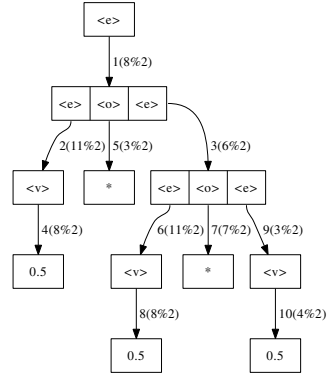 <e>
1(8%2)
<e> <o> <e>
2(11%2) 5(3%2) 3(6%2)
<v> * <e> <o> <e>
4(8%2) 6(11%2) 7(7%2) 9(3%2)
0.5 <v> * <v>
8(8%2) 10(4%2)
0.5 0.5